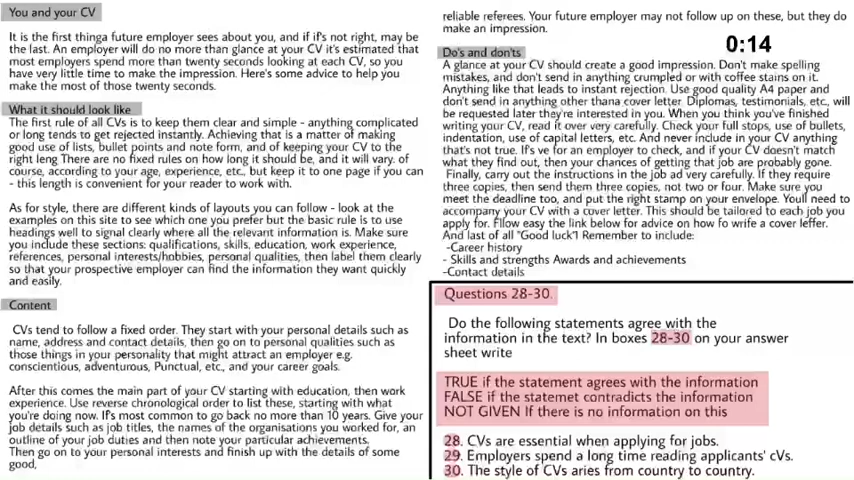 You and your CV
It is the first thinga future employer sees about you, and if if's not right, may be
the last. An employer will do no more than glance at your CV it's estimated that
most employers spend more than twenty seconds looking at each CV, so you
have very little time to make the impression. Here's some advice to help you
make the most of those twenty seconds.
What it should look like
The first rule of all CVs is to keep them clear and simple - anything complicated
or long tends to get rejected instantly. Achieving that is a matter of making
good use of lists, bullet points and note form, and of keeping your CV to the
right leng There are no fixed rules on how long it should be, and it will vary. of
course, according to your age, experience, etc., but keep it to one page if you can
- this length is convenient for your reader to work with.
As for style, there are different kinds of layouts you can follow - look at the
examples on this site to see which one you prefer but the basic rule is to use
headings well to signal clearly where all the relevant information is. Make sure
you include these sections: qualifications, skills, education, work experience,
references, personal interests/hobbies, personal qualities, then label them clearly
so that your prospective employer can find the information they want quickly
and easily.
Content
CVs tend to follow a fixed order. They start with your personal details such as
name, address and contact details, then go on to personal qualities such as
those things in your personality that might attract an employer e.g.
conscientious, adventurous, Punctual, etc., and your career goals.
After this comes the main part of your CV starting with education, then work
experience. Use reverse chronological order to list these, starting with what
you're doing now. If's most common to go back no more than 10 years. Give your
job details such as job titles, the names of the organisations you worked for, an
outline of your job duties and then note your particular achievements.
Then go on to your personal interests and finish up with the details of some
good,
reliable referees. Your future employer may not follow up on these, but they do
make an impression.
0:14
Do's and don'ts
A glance at your CV should create a good impression. Don't make spelling
mistakes, and don't send in anything crumpled or with coffee stains on it.
Anything like that leads to instant rejection. Use good quality A4 paper and
don't send in anything other thana cover letter. Diplomas, testimonials, etc., will
be requested later they're interested in you. When you think you've finished
writing your CV, read it over very carefully. Check your full stops, use of bullets,
indentation, use of capital letters, etc. And never include in your CV anything
that's not true. If's've for an employer to check, and if your CV doesn't match
what they find out, then your chances of getting that job are probably gone.
Finally, carry out the instructions in the job ad very carefully. If they require
three copies, then send them three copies, not two or four. Make sure you
meet the deadline too, and put the right stamp on your envelope. Youll need to
accompany your CV with a cover letter. This should be tailored to each job you
apply for. Fllow easy the link below for advice on how fo write a cover leffer.
And last of all "Good luck"! Remember to include:
-Career history
- Skills and strengths Awards and achievements
-Contact details
Questions 28-30.
Do the following statements agree with the
information in the text? In boxes 28-30 on your answer
sheet write
TRUE if the statement agrees with the information
FALSE if the statemet contradicts the information
NOT GIVEN If there is no information on this
28. CVs are essential when applying for jobs.
29. Employers spend a long time reading applicants' cVs.
30. The style of CVs aries from country to country.